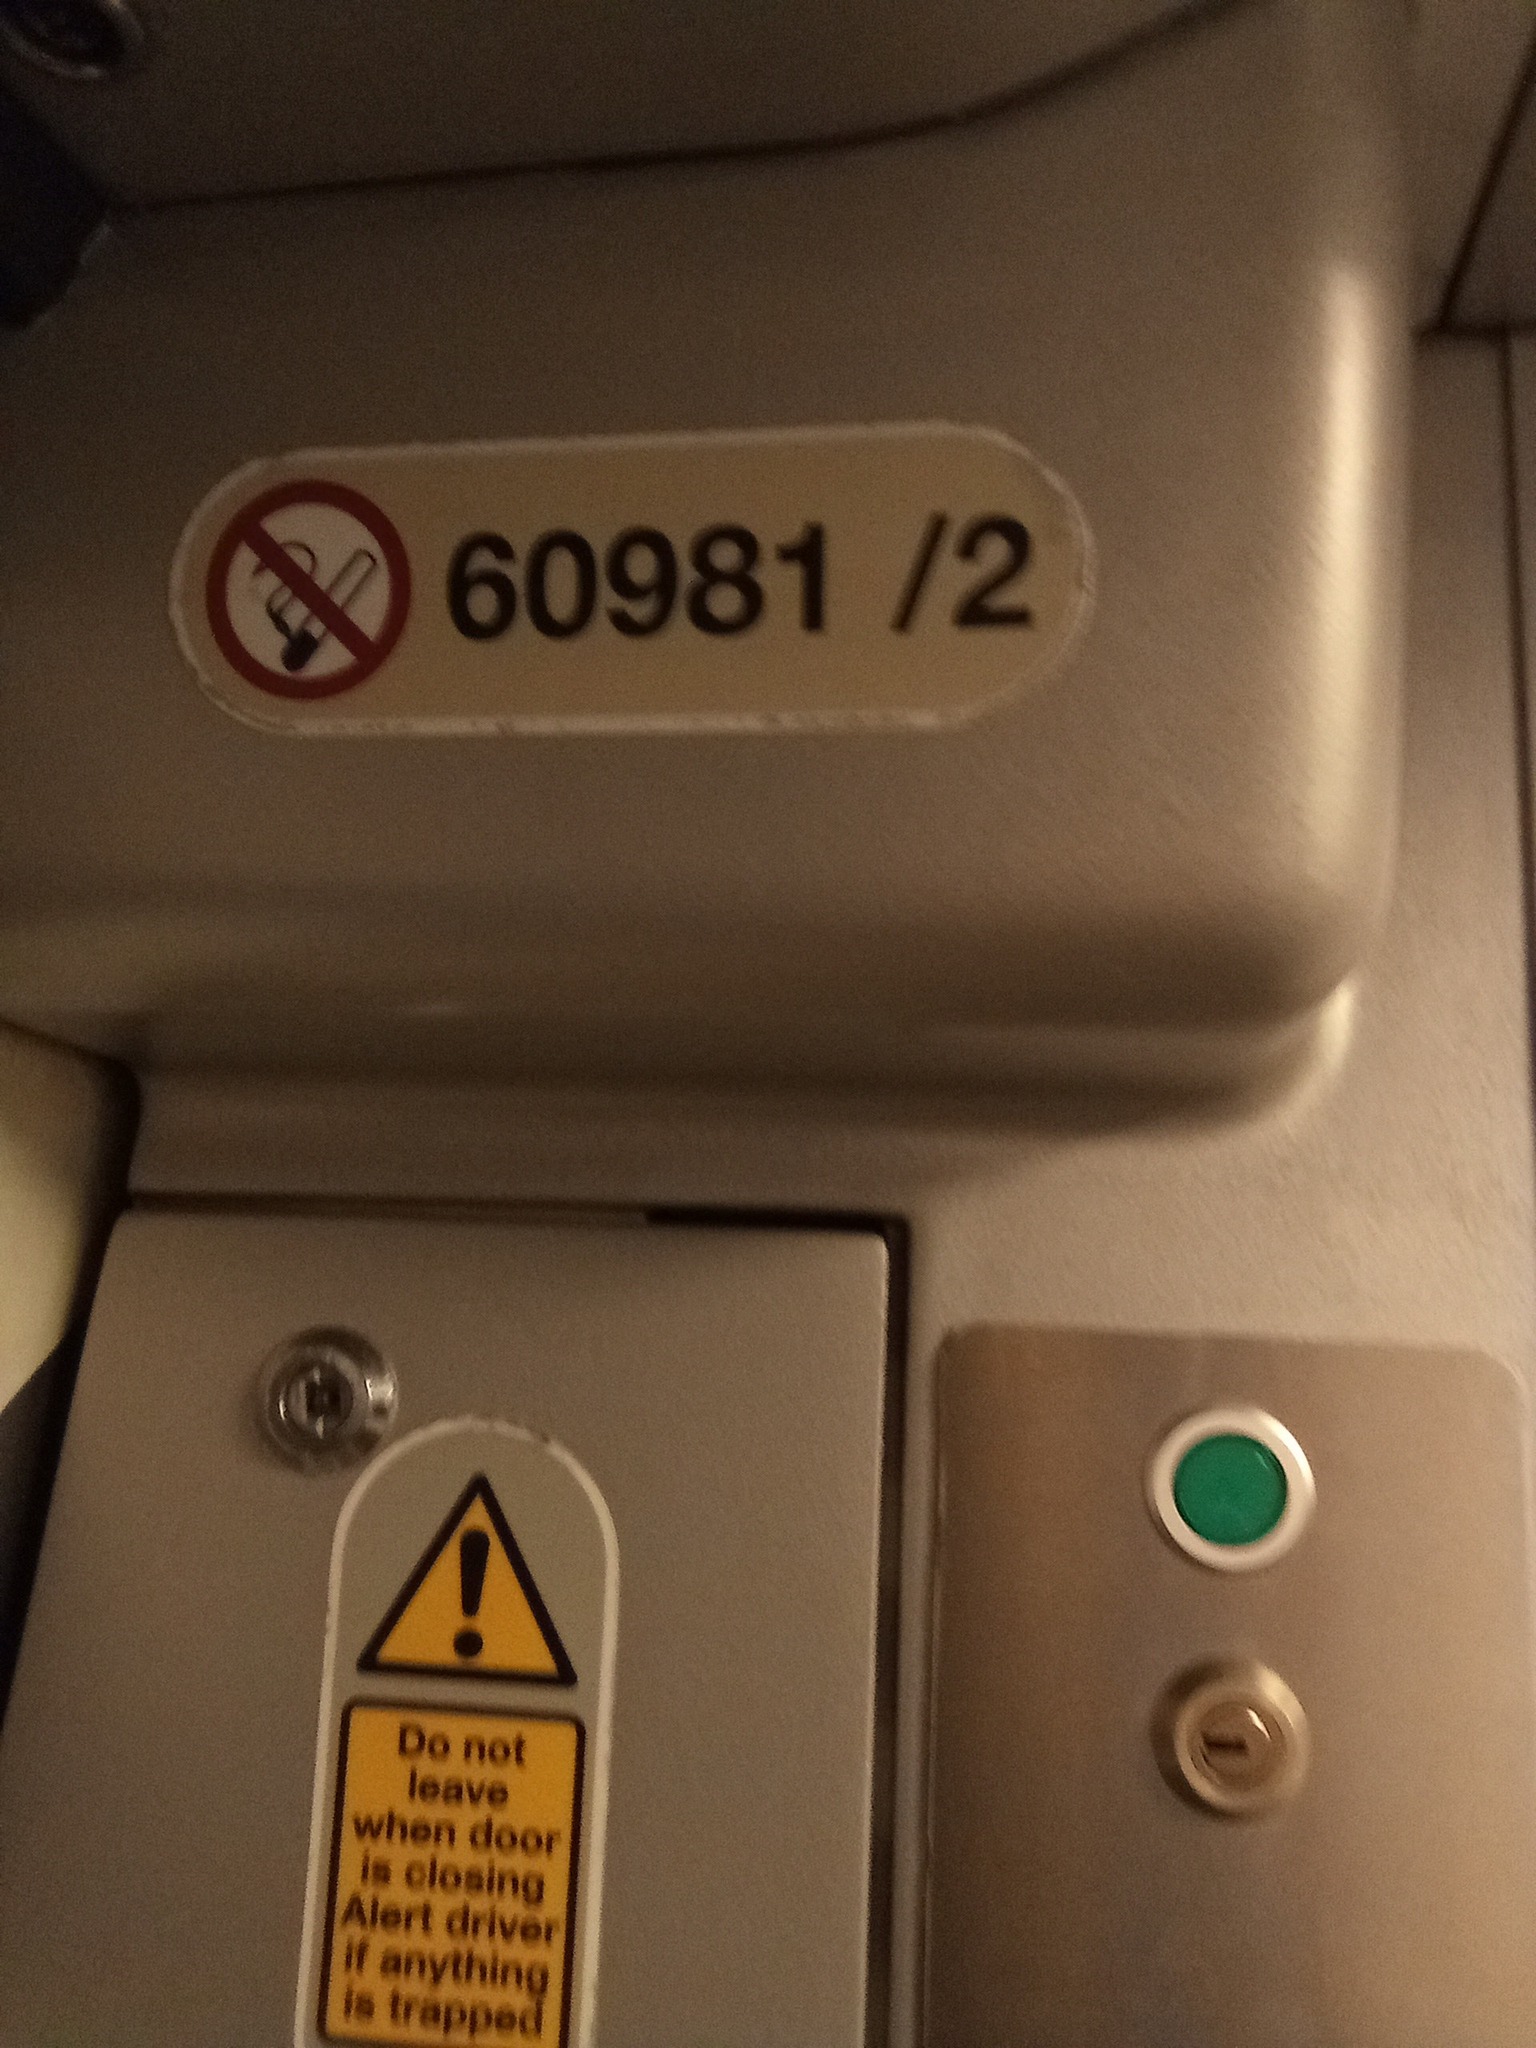 60981 /2
Do not
leave
when door
is closing
Alert driver
if anything
is trapped